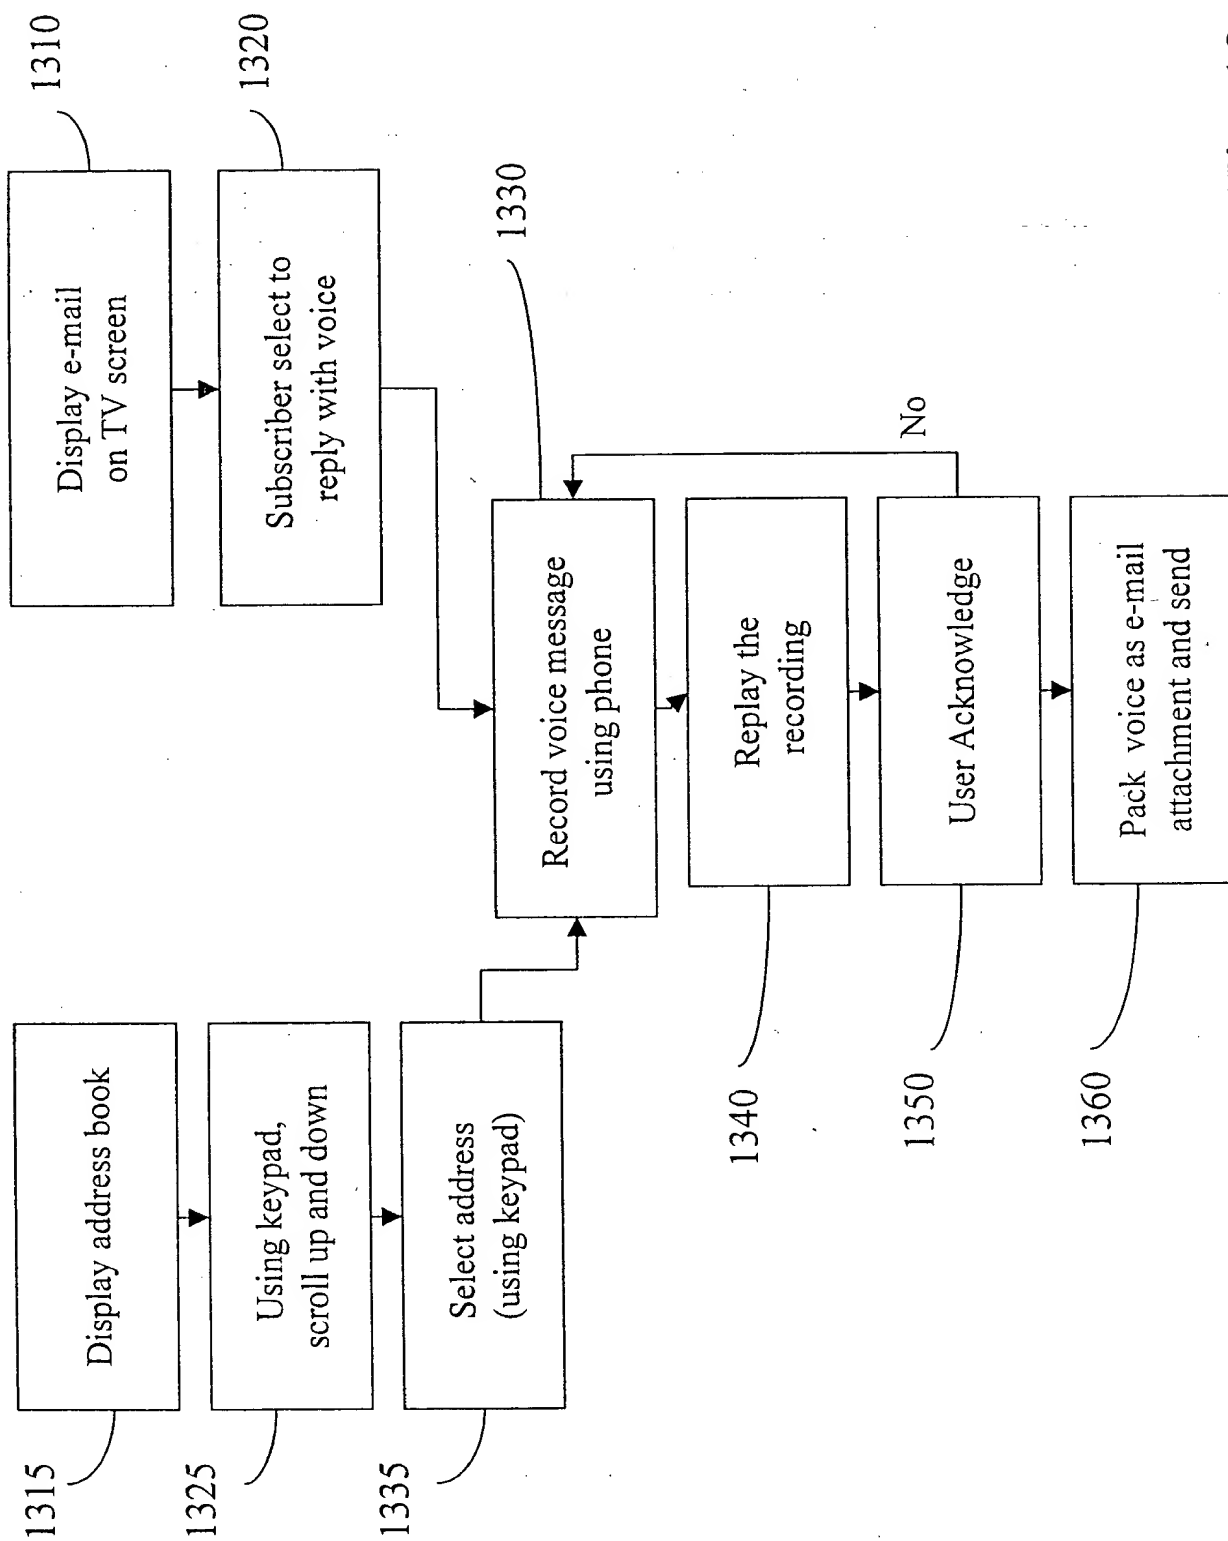 1315
Display address book
1325
Using keypad,
scroll up and down
1335
Select address
(using keypad)
1310
Display e-mail
on TV screen
1320
Subscriber select to
reply with voice
1330
Record voice message
using phone
1340
Replay the
recording
1350
User Acknowledge
No
1360
Pack voice as e-mail
attachment and send